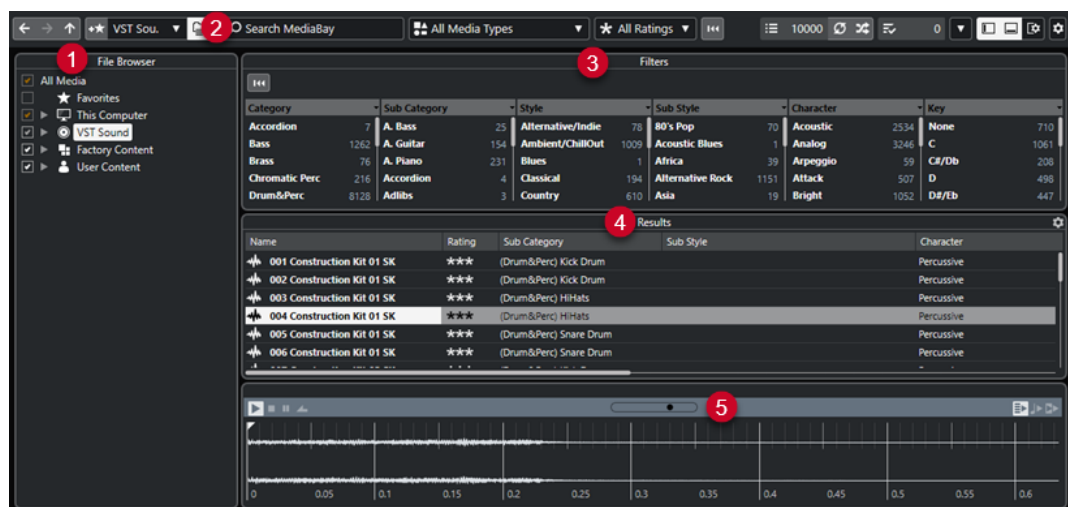 VST Sou.
2
Search MediaBay
All Media Types
All Ratings
10000
0
1
File Browser
All Media
Favorites
This Computer
VST Sound
Factory Content
User Content
3
Filters
Category Sub Category Style Sub Style Character Key
Accordion 7 A. Bass 25 Alternative/Indie 78 80's Pop 70 Acoustic 2534 None 710
Bass 1262 A. Guitar 154 Ambient/ChillOut 1009 Acoustic Blues 1 Analog 3246 C 1061
Brass 76 A. Piano 231 Blues 1 Africa 39 Arpeggio 59 C#/Db 208
Chromatic Perc 216 Accordion 4 Classical 194 Alternative Rock 1151 Attack 507 D 498
Drum&Perc 8128 Adlibs 3 Country 610 Asia 19 Bright 1052 D#/Eb 447
4
Results
Name Rating Sub Category Sub Style Character
001 Construction Kit 01 SK ★★★ (Drum&Perc) Kick Drum Percussive
002 Construction Kit 01 SK ★★★ (Drum&Perc) Kick Drum Percussive
003 Construction Kit 01 SK ★★★ (Drum&Perc) HiHats Percussive
004 Construction Kit 01 SK ★★★ (Drum&Perc) HiHats Percussive
005 Construction Kit 01 SK ★★★ (Drum&Perc) Snare Drum Percussive
006 Construction Kit 01 SK ★★★ (Drum&Perc) Snare Drum Percussive
5
0 0.05 0.1 0.15 0.2 0.25 0.3 0.35 0.4 0.45 0.5 0.55 0.6